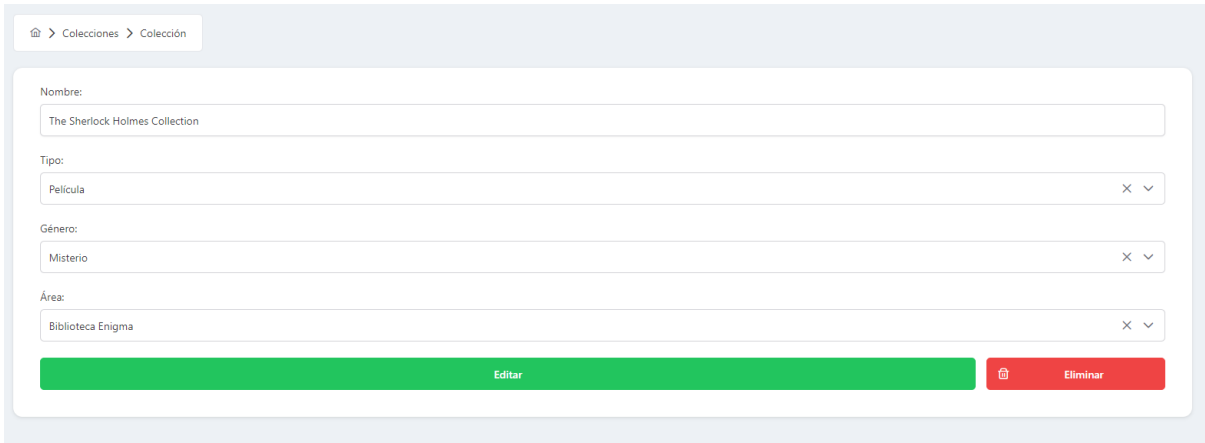 Colecciones Colección
Nombre:
The Sherlock Holmes Collection
Tipo:
Película
Género:
Misterio
Área:
Biblioteca Enigma
Editar Eliminar